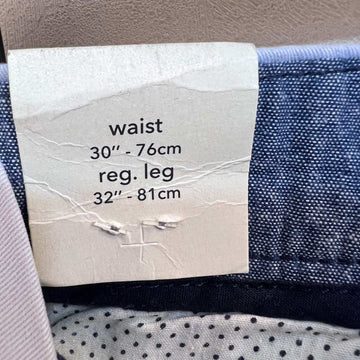 waist
30" - 76cm
reg. leg
32" - 81cm